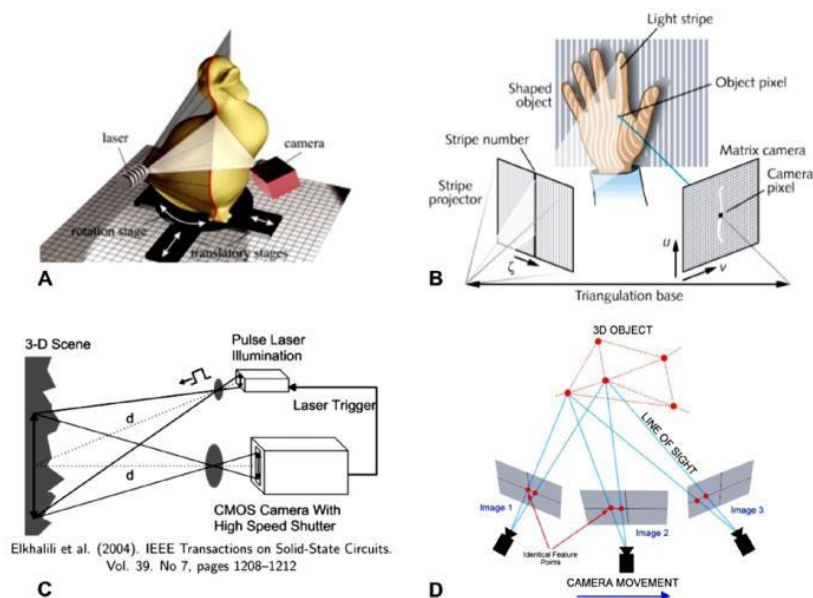 laser
camera
rotation stage
translatory stages
A
Light stripe
Shaped
object
Object pixel
Stripe number
Matrix camera
Stripe
projector
Camera
pixel
u
ζ
v
Triangulation base
B
3-D Scene
Pulse Laser
Illumination
Laser Trigger
d
d
CMOS Camera With
High Speed Shutter
Elkhalili et al. (2004). IEEE Transactions on Solid-State Circuits.
Vol. 39. No 7, pages 1208–1212
C
3D OBJECT
LINE OF SIGHT
Image 1
Image 2
Image 3
Identical Feature
Points
CAMERA MOVEMENT
D